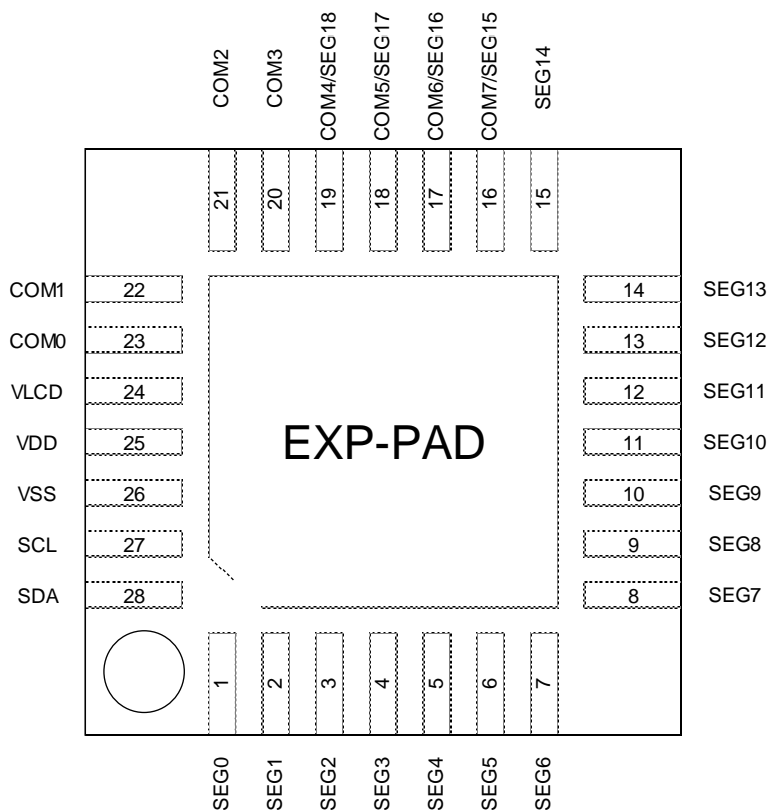 COM2
COM3
COM4/SEG18
COM5/SEG17
COM6/SEG16
COM7/SEG15
SEG14
21
20
19
18
17
16
15
COM1 22
COM0 23
VLCD 24
VDD 25
VSS 26
SCL 27
SDA 28
EXP-PAD
14 SEG13
13 SEG12
12 SEG11
11 SEG10
10 SEG9
9 SEG8
8 SEG7
1
2
3
4
5
6
7
SEG0
SEG1
SEG2
SEG3
SEG4
SEG5
SEG6